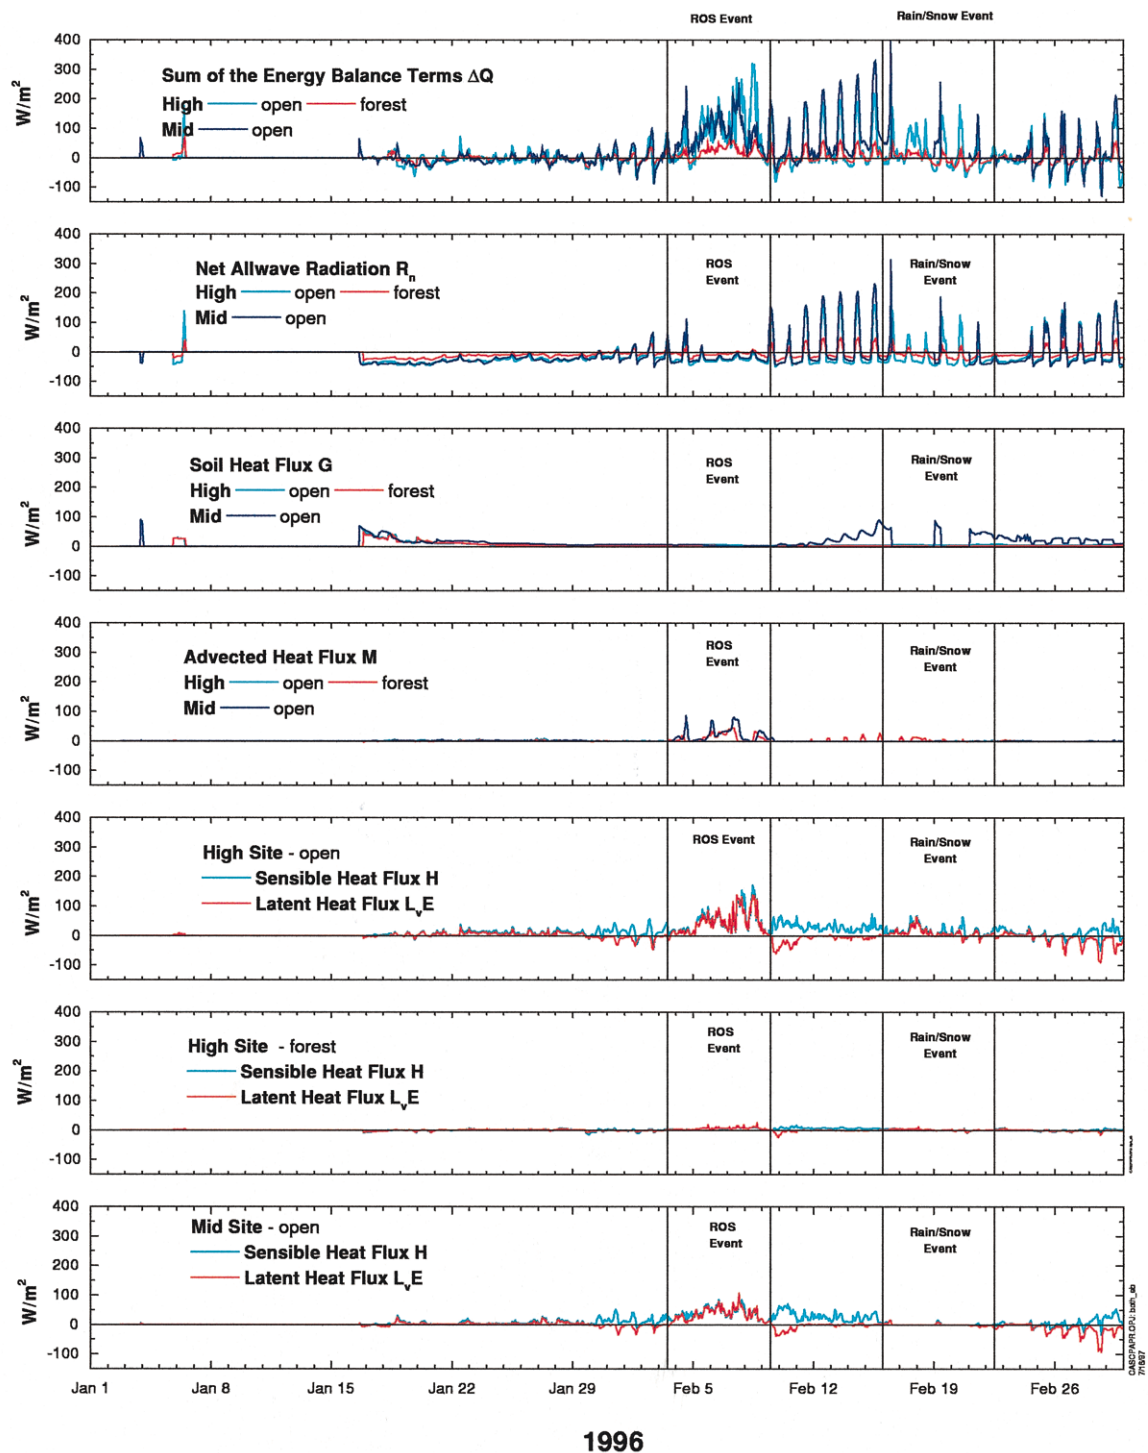 ROS Event
Rain/Snow Event
400
300
200
100
0
-100
W/m²
Sum of the Energy Balance Terms ΔQ
High open forest
Mid open
400
300
200
100
0
-100
W/m²
Net Allwave Radiation Rn
High open forest
Mid open
ROS
Event
Rain/Snow
Event
400
300
200
100
0
-100
W/m²
Soil Heat Flux G
High open forest
Mid open
ROS
Event
Rain/Snow
Event
400
300
200
100
0
-100
W/m²
Advected Heat Flux M
High open forest
Mid open
ROS
Event
Rain/Snow
Event
400
300
200
100
0
-100
W/m²
High Site - open
Sensible Heat Flux H
Latent Heat Flux LvE
ROS Event
Rain/Snow
Event
400
300
200
100
0
-100
W/m²
High Site - forest
Sensible Heat Flux H
Latent Heat Flux LvE
ROS
Event
Rain/Snow
Event
400
300
200
100
0
-100
W/m²
Mid Site - open
Sensible Heat Flux H
Latent Heat Flux LvE
ROS
Event
Rain/Snow
Event
CASCPAPR.OPJ: both_eb
7/16/97
Jan 1 Jan 8 Jan 15 Jan 22 Jan 29 Feb 5 Feb 12 Feb 19 Feb 26
1996